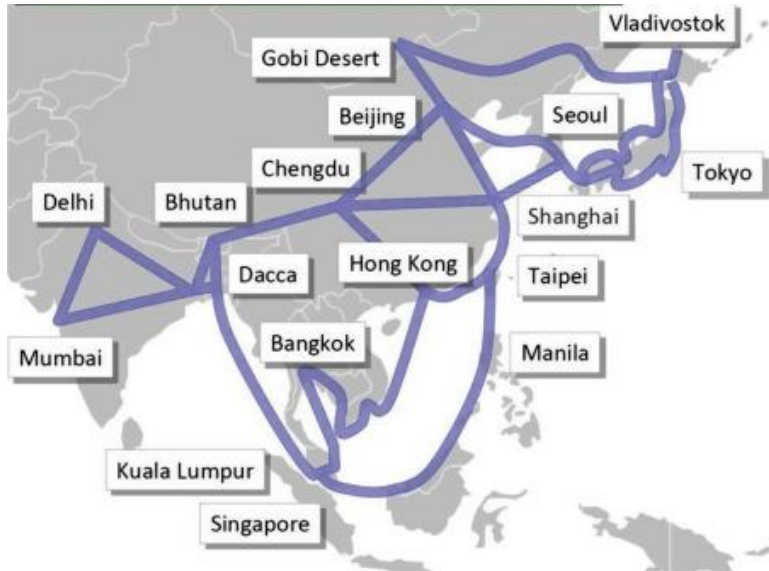 Vladivostok
Gobi Desert
Beijing
Seoul
Chengdu
Tokyo
Delhi
Bhutan
Shanghai
Hong Kong
Dacca
Taipei
Bangkok
Manila
Mumbai
Kuala Lumpur
Singapore